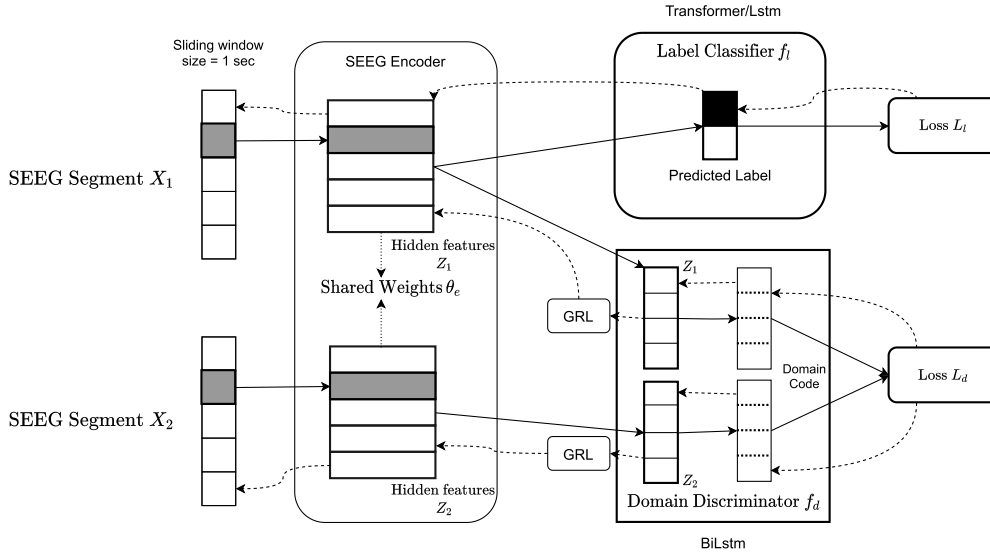 Transformer/Lstm
Sliding window
size = 1 sec
SEEG Encoder
Label Classifier f_l
Loss L_l
SEEG Segment X_1
Predicted Label
Hidden features
Z_1
Z_1
Shared Weights θ_e
GRL
Domain
Code
Loss L_d
SEEG Segment X_2
GRL
Hidden features
Z_2
Z_2
Domain Discriminator f_d
BiLstm